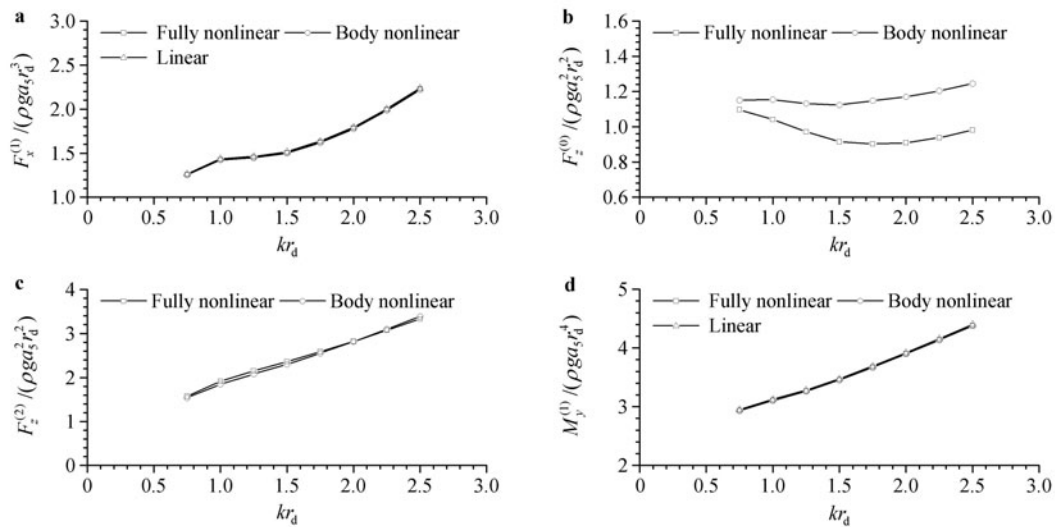 a
Fully nonlinear Body nonlinear
Linear
3.0
2.5
2.0
1.5
1.0
0 0.5 1.0 1.5 2.0 2.5 3.0
F_x^(1)/(ρga_5r_d^3)
kr_d
b
Fully nonlinear Body nonlinear
1.6
1.4
1.2
1.0
0.8
0.6
0 0.5 1.0 1.5 2.0 2.5 3.0
F_z^(0)/(ρga_5^2r_d^2)
kr_d
c
Fully nonlinear Body nonlinear
4
3
2
1
0
0 0.5 1.0 1.5 2.0 2.5 3.0
F_z^(2)/(ρga_5^2r_d^2)
kr_d
d
Fully nonlinear Body nonlinear
Linear
5
4
3
2
0 0.5 1.0 1.5 2.0 2.5 3.0
M_y^(1)/(ρga_5r_d^4)
kr_d